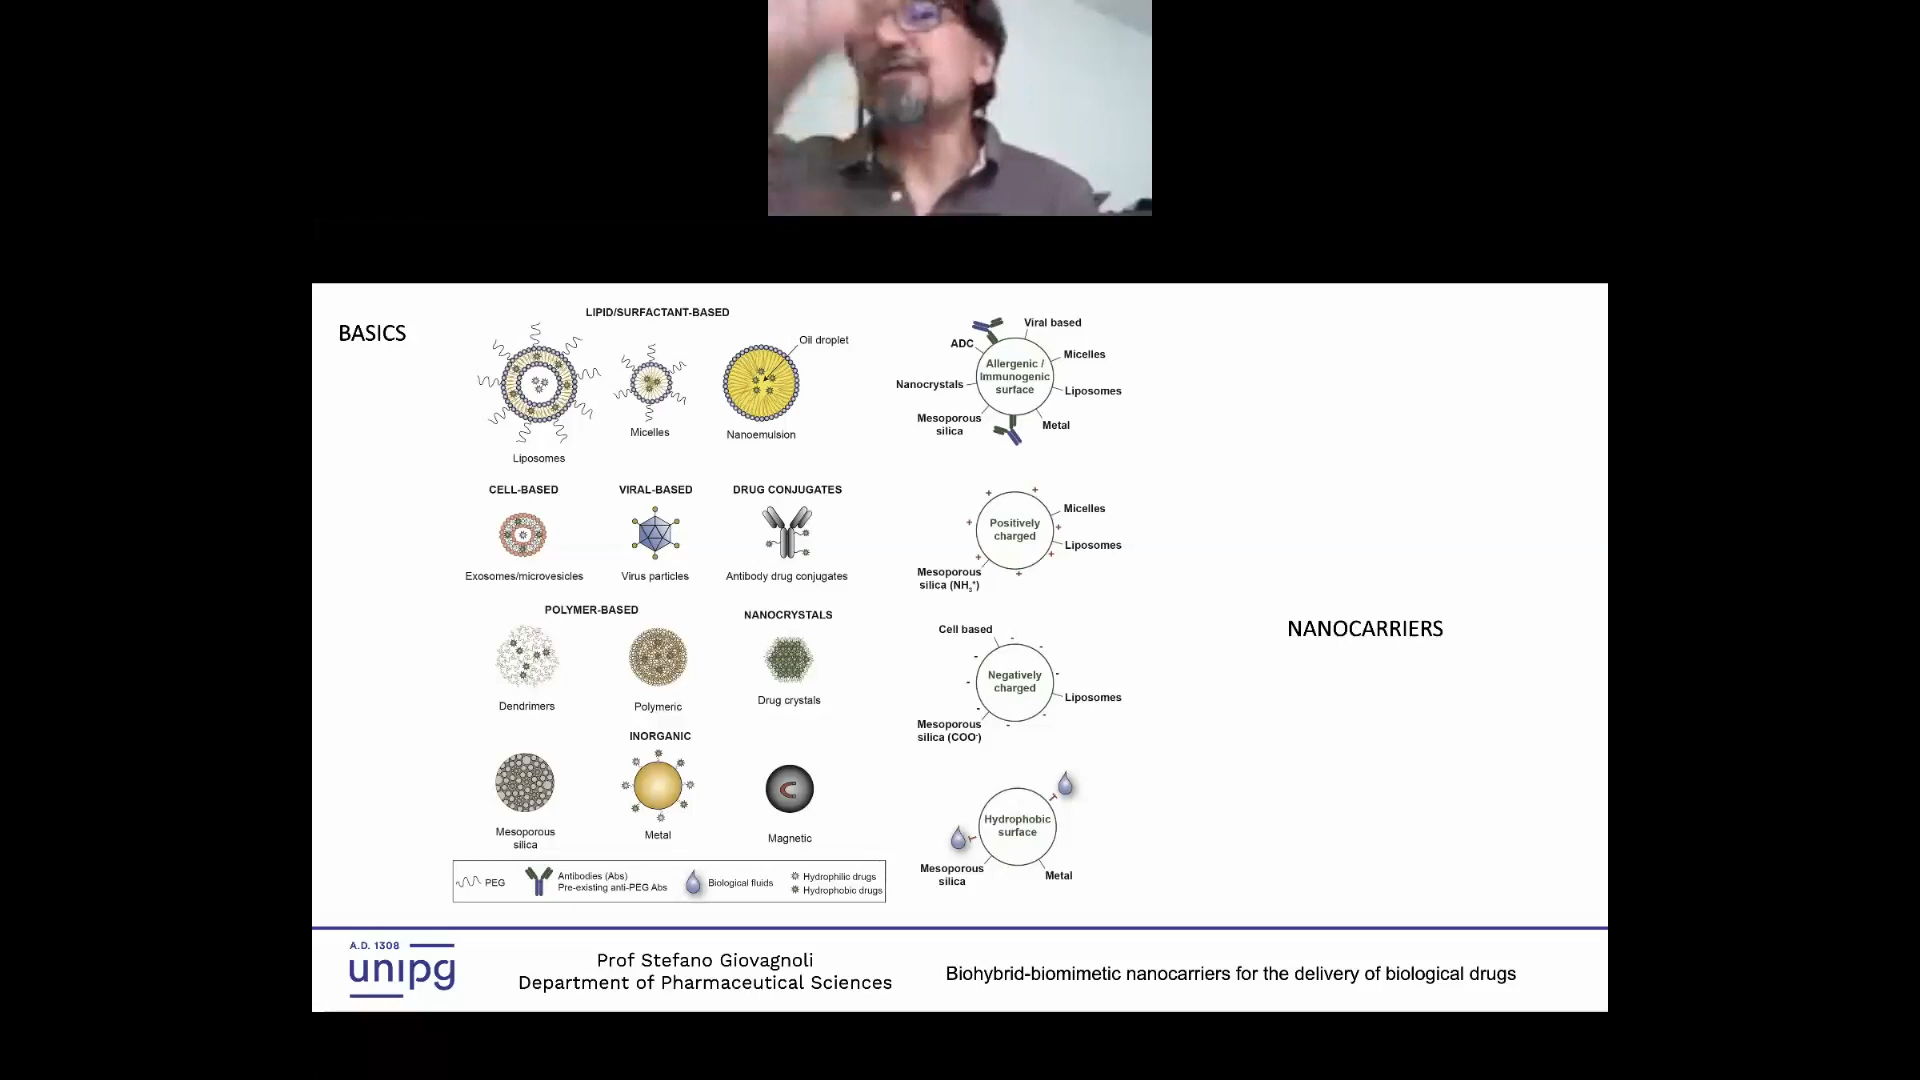 BASICS
LIPID/SURFACTANT-BASED
Oil droplet
Liposomes
Micelles
Nanoemulsion
CELL-BASED
VIRAL-BASED
DRUG CONJUGATES
Exosomes/microvesicles
Virus particles
Antibody drug conjugates
POLYMER-BASED
NANOCRYSTALS
Dendrimers
Polymeric
Drug crystals
INORGANIC
Mesoporous
silica
Metal
Magnetic
PEG
Antibodies (Abs)
Pre-existing anti-PEG Abs
Biological fluids
Hydrophilic drugs
Hydrophobic drugs
Viral based
ADC
Micelles
Allergenic /
Immunogenic
surface
Nanocrystals
Liposomes
Mesoporous
silica
Metal
Positively
charged
Micelles
Liposomes
Mesoporous
silica (NH₃⁺)
Cell based
Negatively
charged
Liposomes
Mesoporous
silica (COO⁻)
Hydrophobic
surface
Mesoporous
silica
Metal
NANOCARRIERS
A.D. 1308
unipg
Prof Stefano Giovagnoli
Department of Pharmaceutical Sciences
Biohybrid-biomimetic nanocarriers for the delivery of biological drugs